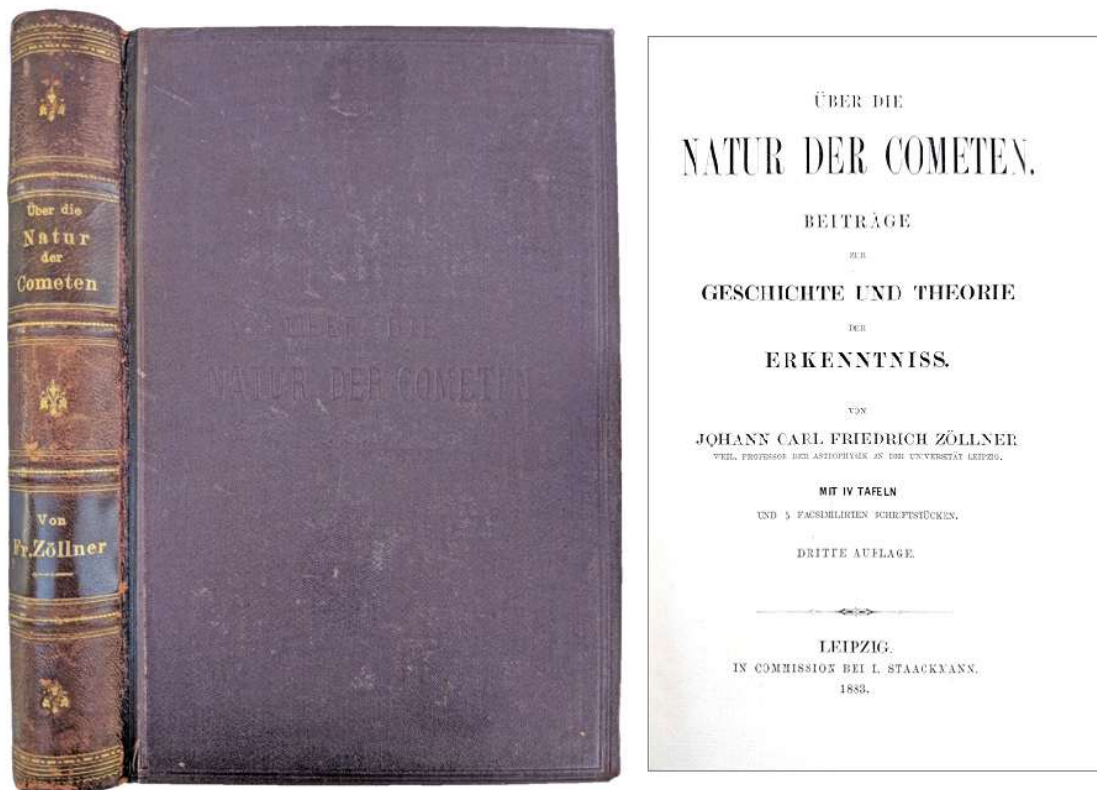 Über die
Natur
der
Cometen
Von
Fr. Zöllner
UEBER DIE
NATUR DER COMETEN
ÜBER DIE
NATUR DER COMETEN.
BEITRÄGE
ZUR
GESCHICHTE UND THEORIE
DER
ERKENNTNISS.
VON
JOHANN CARL FRIEDRICH ZÖLLNER
WEIL. PROFESSOR DER ASTROPHYSIK AN DER UNIVERSITÄT LEIPZIG.
MIT IV TAFELN
UND 5 FACSIMILIRTEN SCHRIFTSTÜCKEN.
DRITTE AUFLAGE.
LEIPZIG.
IN COMMISSION BEI L. STAACKMANN.
1883.